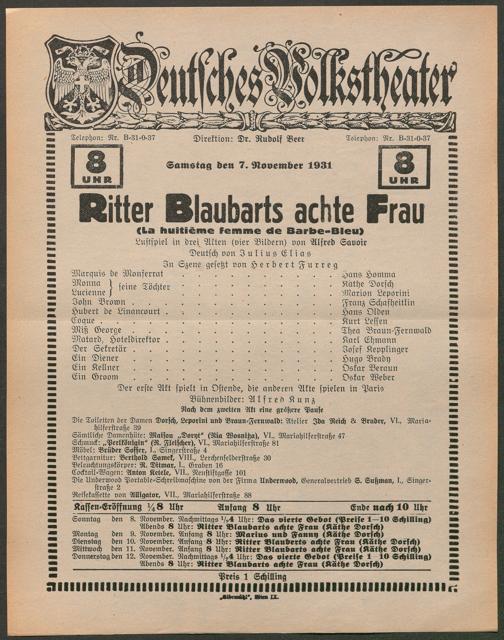 Deutsches Volkstheater
Telephon: Nr. B-31-0-37 Direktion: Dr. Rudolf Beer Telephon: Nr. B-31-0-37
8 UHR Samstag den 7. November 1931 8 UHR
Ritter Blaubarts achte Frau
(La huitième femme de Barbe-Bleu)
Lustspiel in drei Akten (vier Bildern) von Alfred Savoir
Deutsch von Julius Elias
In Szene gesetzt von Herbert Furreg
Marquis de Monferrat . . . . . . . . Hans Homma
Monna } seine Töchter . . . . . . . . Käthe Dorsch
Lucienne } . . . . . . . . Marion Leporini
John Brown . . . . . . . . Franz Schafheitlin
Hubert de Linancourt . . . . . . . . Hans Olden
Coque . . . . . . . . Kurt Lessen
Miß George . . . . . . . . Thea Braun-Fernwald
Matard, Hoteldirektor . . . . . . . . Karl Ehmann
Der Sekretär . . . . . . . . Josef Kepplinger
Ein Diener . . . . . . . . Hugo Brady
Ein Kellner . . . . . . . . Oskar Beraun
Ein Groom . . . . . . . . Oskar Weber
Der erste Akt spielt in Ostende, die anderen Akte spielen in Paris
Bühnenbilder: Alfred Kunz
Nach dem zweiten Akt eine größere Pause
Die Toiletten der Damen Dorsch, Leporini und Braun-Fernwald: Atelier Ida Reich & Bruder, VI., Maria-
hilferstraße 39
Sämtliche Damenhüte: Maison „Doryt“ (Ria Wosnitza), VI., Mariahilferstraße 47
Schmuck: „Perlkönigin“ (R. Fleischer), VI., Mariahilferstraße 81
Möbel: Brüder Soffer, I., Singerstraße 4
Bettgarnitur: Berthold Samek, VIII., Lerchenfelderstraße 30
Beleuchtungskörper: R. Ditmar, I., Graben 16
Cocktail-Wagen: Anton Keiele, VII., Neustiftgasse 101
Die Underwood Portable-Schreibmaschine von der Firma Underwood, Generalvertretung S. Sußman, I., Singer-
straße 2
Reisekassette von Alligator, VII., Mariahilferstraße 88
Kassen-Eröffnung ½8 Uhr Anfang 8 Uhr Ende nach 10 Uhr
Sonntag den 8. November. Nachmittags ¼4 Uhr: Das vierte Gebot (Preise 1—10 Schilling)
Abends 8 Uhr: Ritter Blaubarts achte Frau (Käthe Dorsch)
Montag den 9. November. Anfang 8 Uhr: Marius und Fanny (Käthe Dorsch)
Dienstag den 10. November. Anfang 8 Uhr: Ritter Blaubarts achte Frau (Käthe Dorsch)
Mittwoch den 11. November. Anfang 8 Uhr: Ritter Blaubarts achte Frau (Käthe Dorsch)
Donnerstag den 12. November. Nachmittags ¼4 Uhr: Das vierte Gebot (Preise 1—10 Schilling)
Abends 8 Uhr: Ritter Blaubarts achte Frau (Käthe Dorsch)
Preis 1 Schilling
„Elbemühl“, Wien IX.